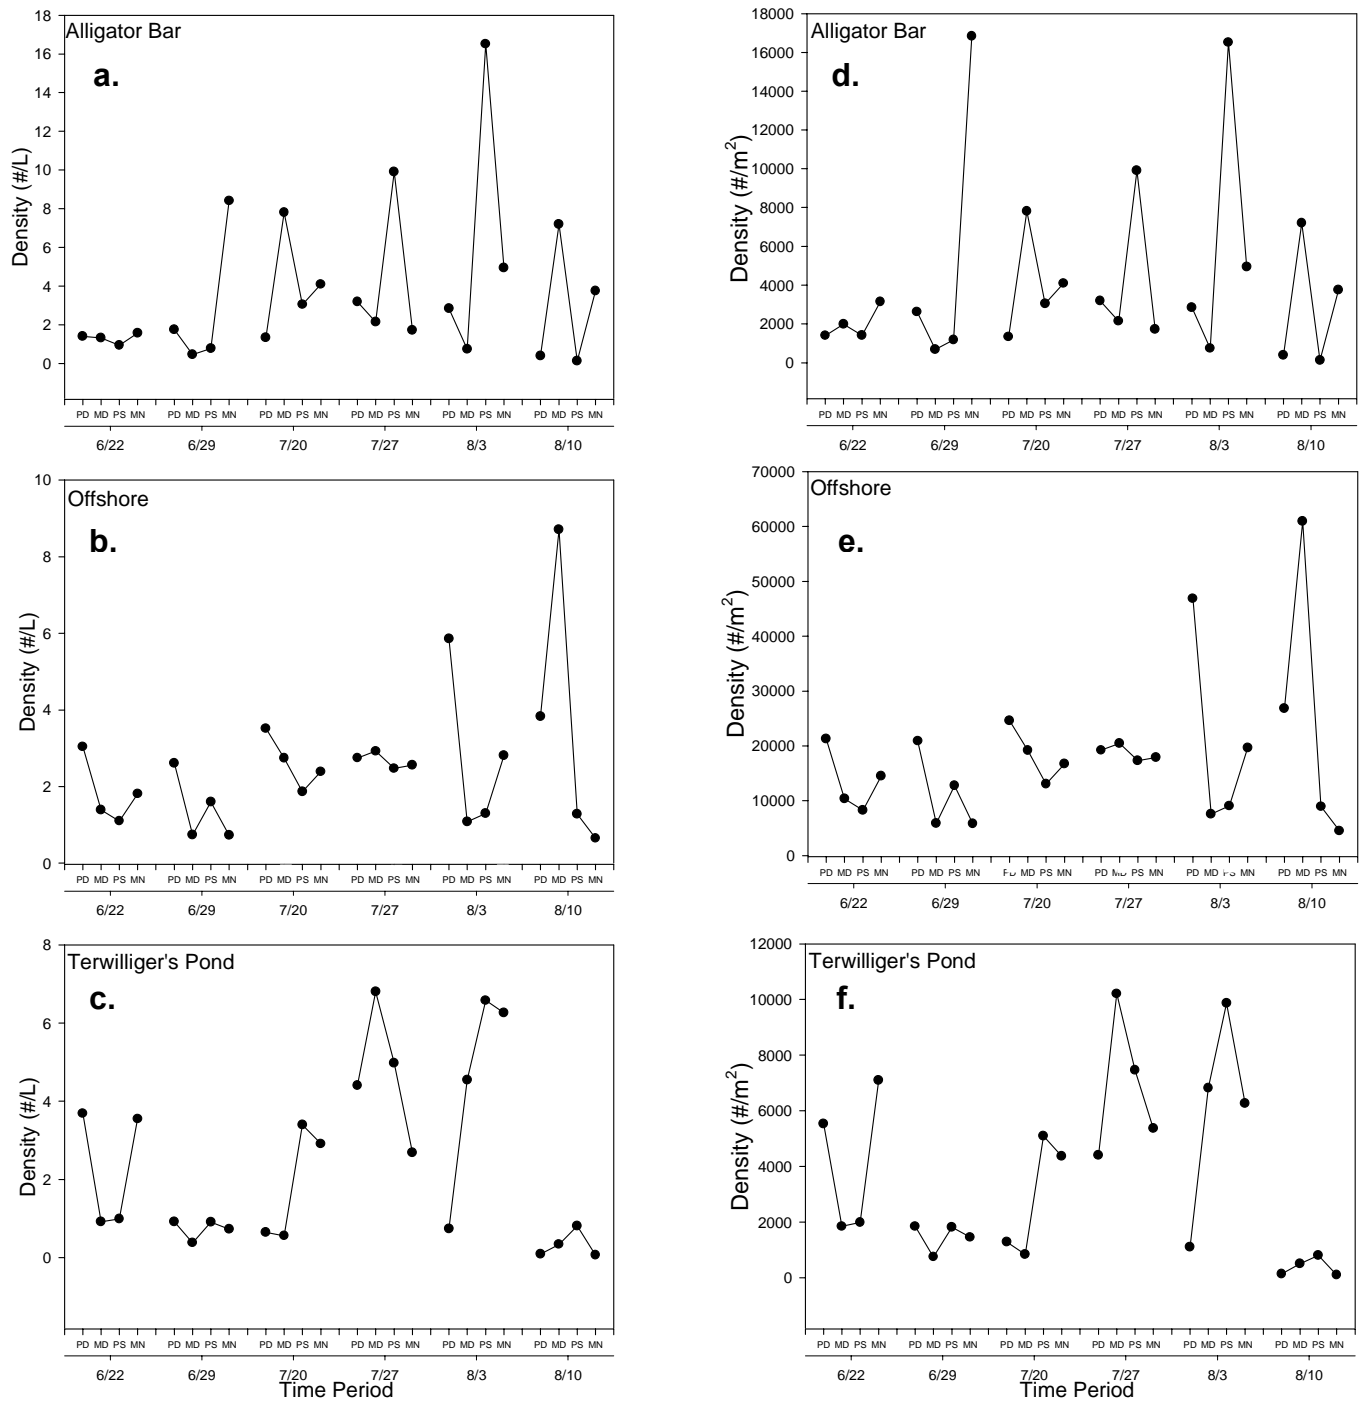 Alligator Bar
a.
Density (#/L)
18
16
14
12
10
8
6
4
2
0
PD MD PS MN PD MD PS MN PD MD PS MN PD MD PS MN PD MD PS MN PD MD PS MN
6/22 6/29 7/20 7/27 8/3 8/10
Alligator Bar
d.
Density (#/m²)
18000
16000
14000
12000
10000
8000
6000
4000
2000
0
PD MD PS MN PD MD PS MN PD MD PS MN PD MD PS MN PD MD PS MN PD MD PS MN
6/22 6/29 7/20 7/27 8/3 8/10
Offshore
b.
Density (#/L)
10
8
6
4
2
0
PD MD PS MN PD MD PS MN PD MD PS MN PD MD PS MN PD MD PS MN PD MD PS MN
6/22 6/29 7/20 7/27 8/3 8/10
Offshore
e.
Density (#/m²)
70000
60000
50000
40000
30000
20000
10000
0
PD MD PS MN PD MD PS MN MD PS MN PD PS MN PD MD MN PD MD PS MN
6/22 6/29 7/20 7/27 8/3 8/10
Terwilliger's Pond
c.
Density (#/L)
8
6
4
2
0
PD MD PS MN PD MD PS MN PD MD PS MN PD MD PS MN PD MD PS MN PD MD PS MN
6/22 6/29 7/20 7/27 8/3 8/10
Time Period
Terwilliger's Pond
f.
Density (#/m²)
12000
10000
8000
6000
4000
2000
0
PD MD PS MN PD MD PS MN PD MD PS MN PD MD PS MN PD MD PS MN PD MD PS MN
6/22 6/29 7/20 7/27 8/3 8/10
Time Period